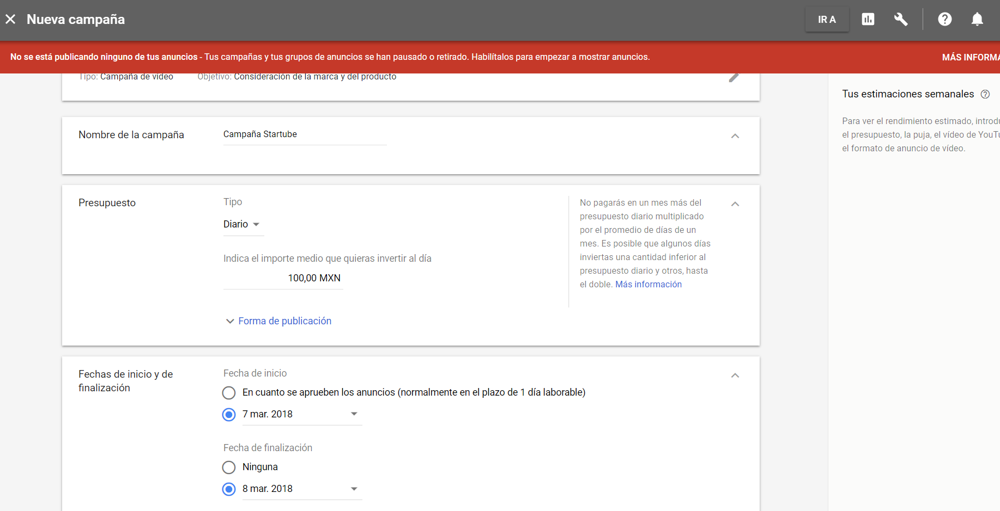 Nueva campaña
IR A
No se está publicando ninguno de tus anuncios - Tus campañas y tus grupos de anuncios se han pausado o retirado. Habilítalos para empezar a mostrar anuncios.
MÁS INFORMA
Tipo: Campaña de vídeo
Objetivo: Consideración de la marca y del producto
Nombre de la campaña
Campaña Startube
Presupuesto
Tipo
Diario
Indica el importe medio que quieras invertir al día
100,00 MXN
Forma de publicación
No pagarás en un mes más del
presupuesto diario multiplicado
por el promedio de días de un
mes. Es posible que algunos días
inviertas una cantidad inferior al
presupuesto diario y otros, hasta
el doble. Más información
Fechas de inicio y de
finalización
Fecha de inicio
En cuanto se aprueben los anuncios (normalmente en el plazo de 1 día laborable)
7 mar. 2018
Fecha de finalización
Ninguna
8 mar. 2018
Tus estimaciones semanales
Para ver el rendimiento estimado, introdu
el presupuesto, la puja, el vídeo de YouTu
el formato de anuncio de vídeo.